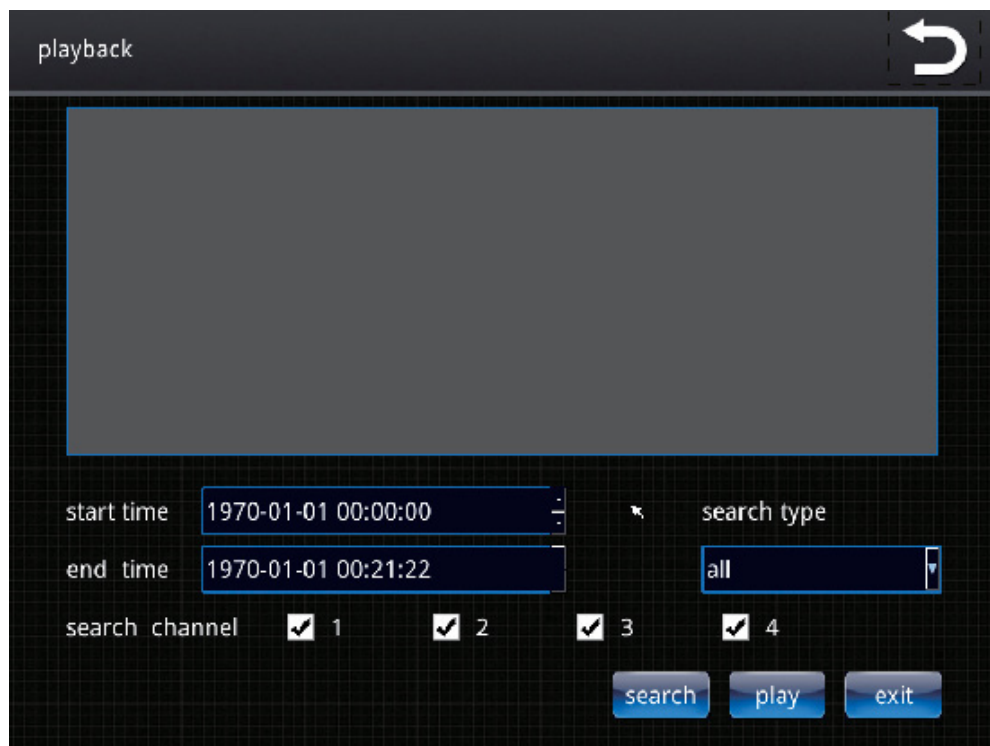 playback
start time 1970-01-01 00:00:00 search type
end time 1970-01-01 00:21:22 all
search channel 1 2 3 4
search play exit